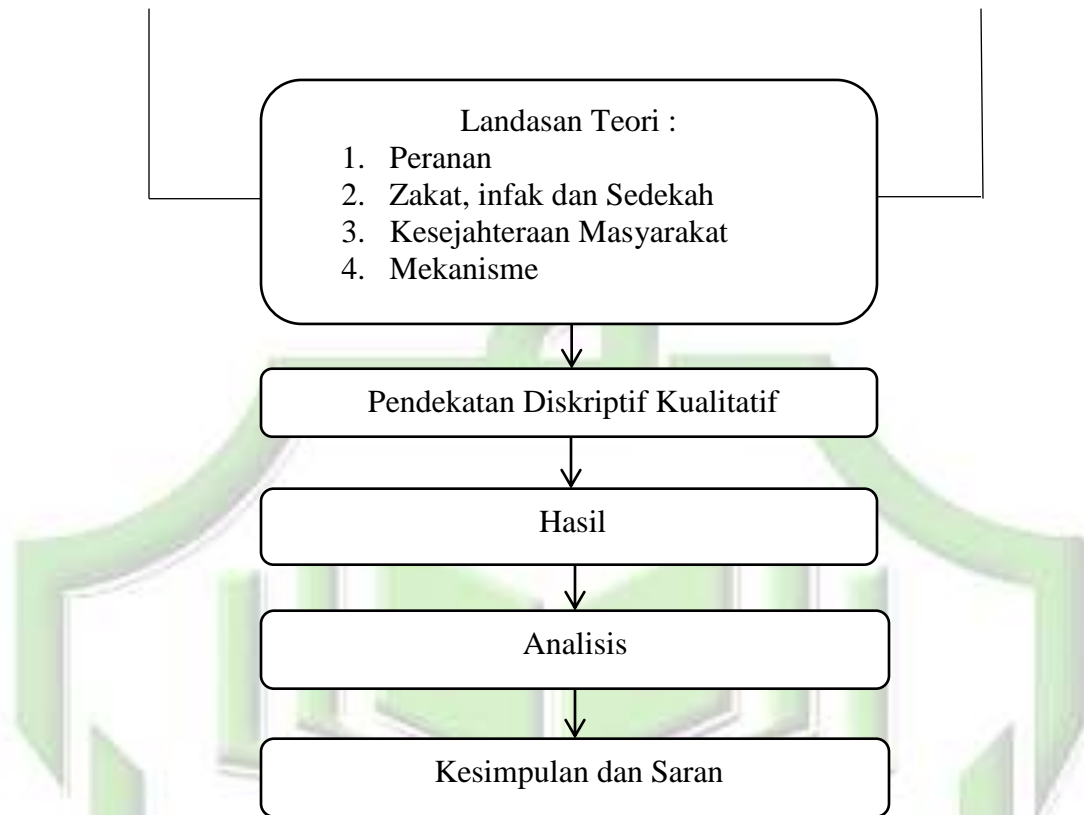 Landasan Teori :
1. Peranan
2. Zakat, infak dan Sedekah
3. Kesejahteraan Masyarakat
4. Mekanisme
Pendekatan Diskriptif Kualitatif
Hasil
Analisis
Kesimpulan dan Saran